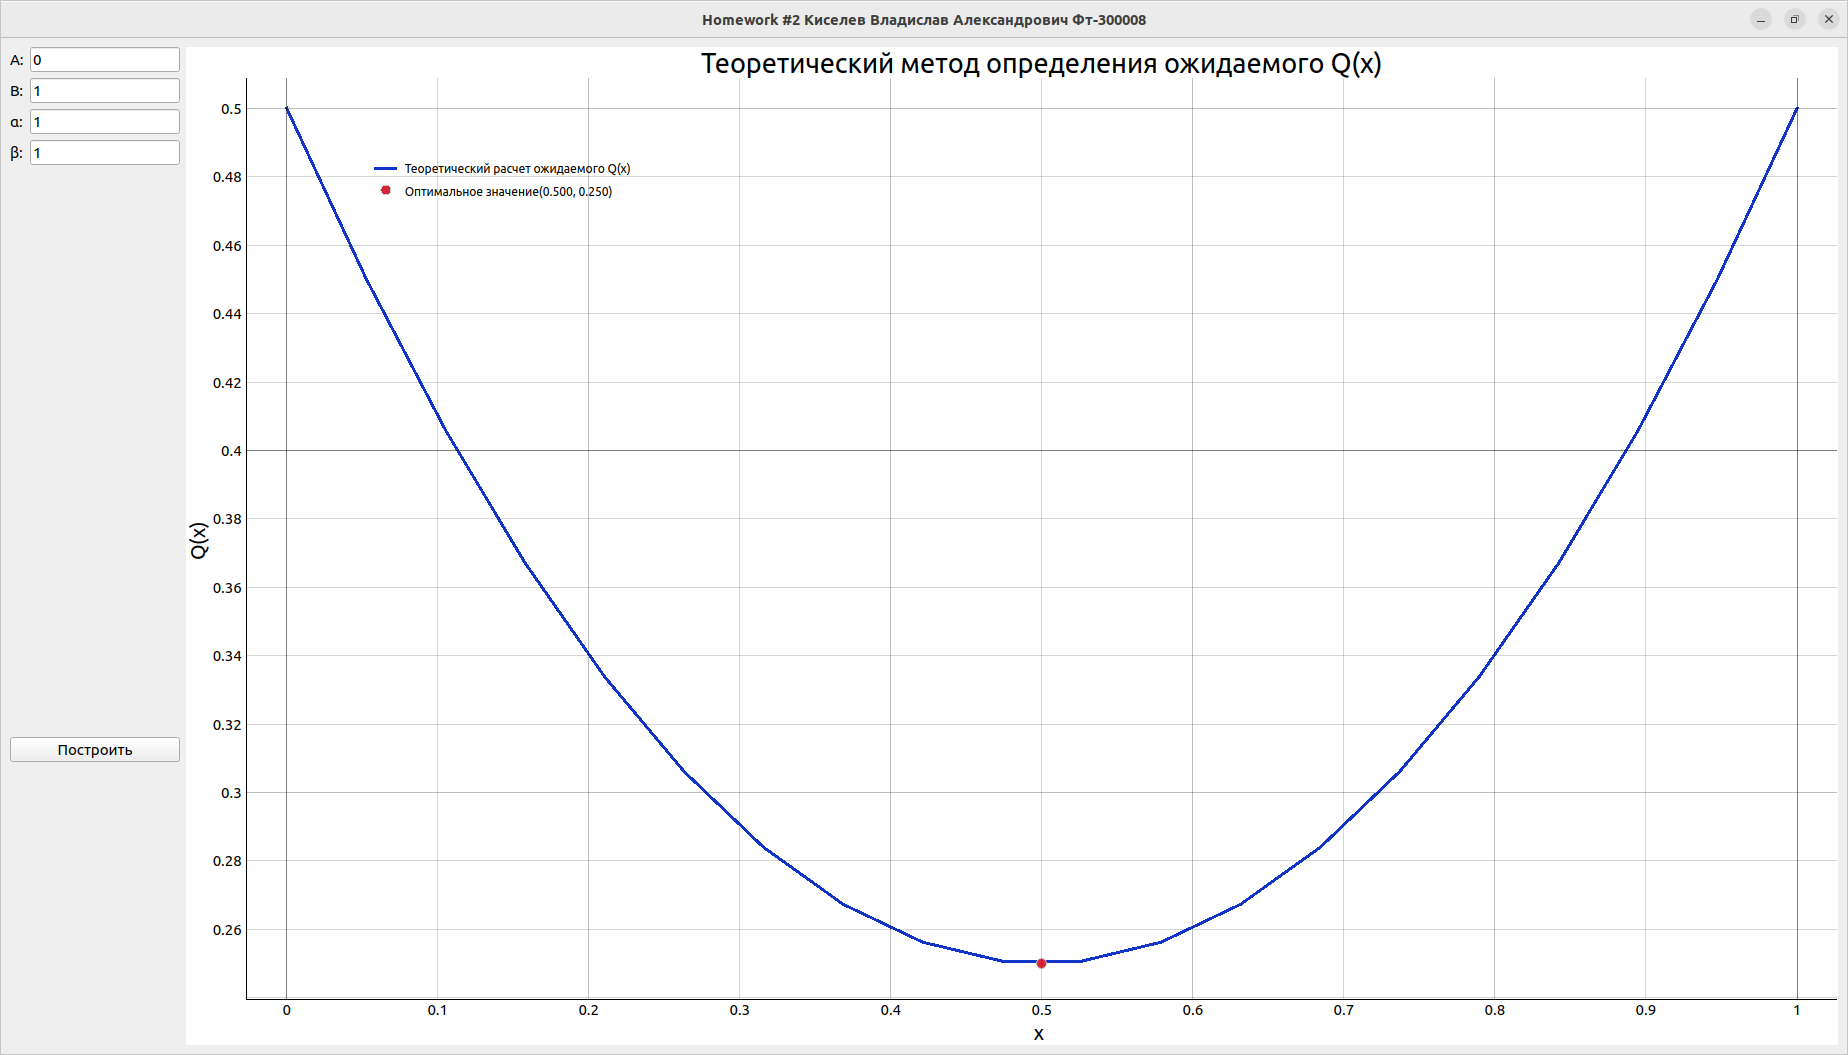 Homework #2 Киселев Владислав Александрович Фт-300008
A: 0
B: 1
α: 1
β: 1
Построить
Теоретический метод определения ожидаемого Q(x)
Теоретический расчет ожидаемого Q(x)
Оптимальное значение(0.500, 0.250)
Q(x)
0.5
0.48
0.46
0.44
0.42
0.4
0.38
0.36
0.34
0.32
0.3
0.28
0.26
0 0.1 0.2 0.3 0.4 0.5 0.6 0.7 0.8 0.9 1
x